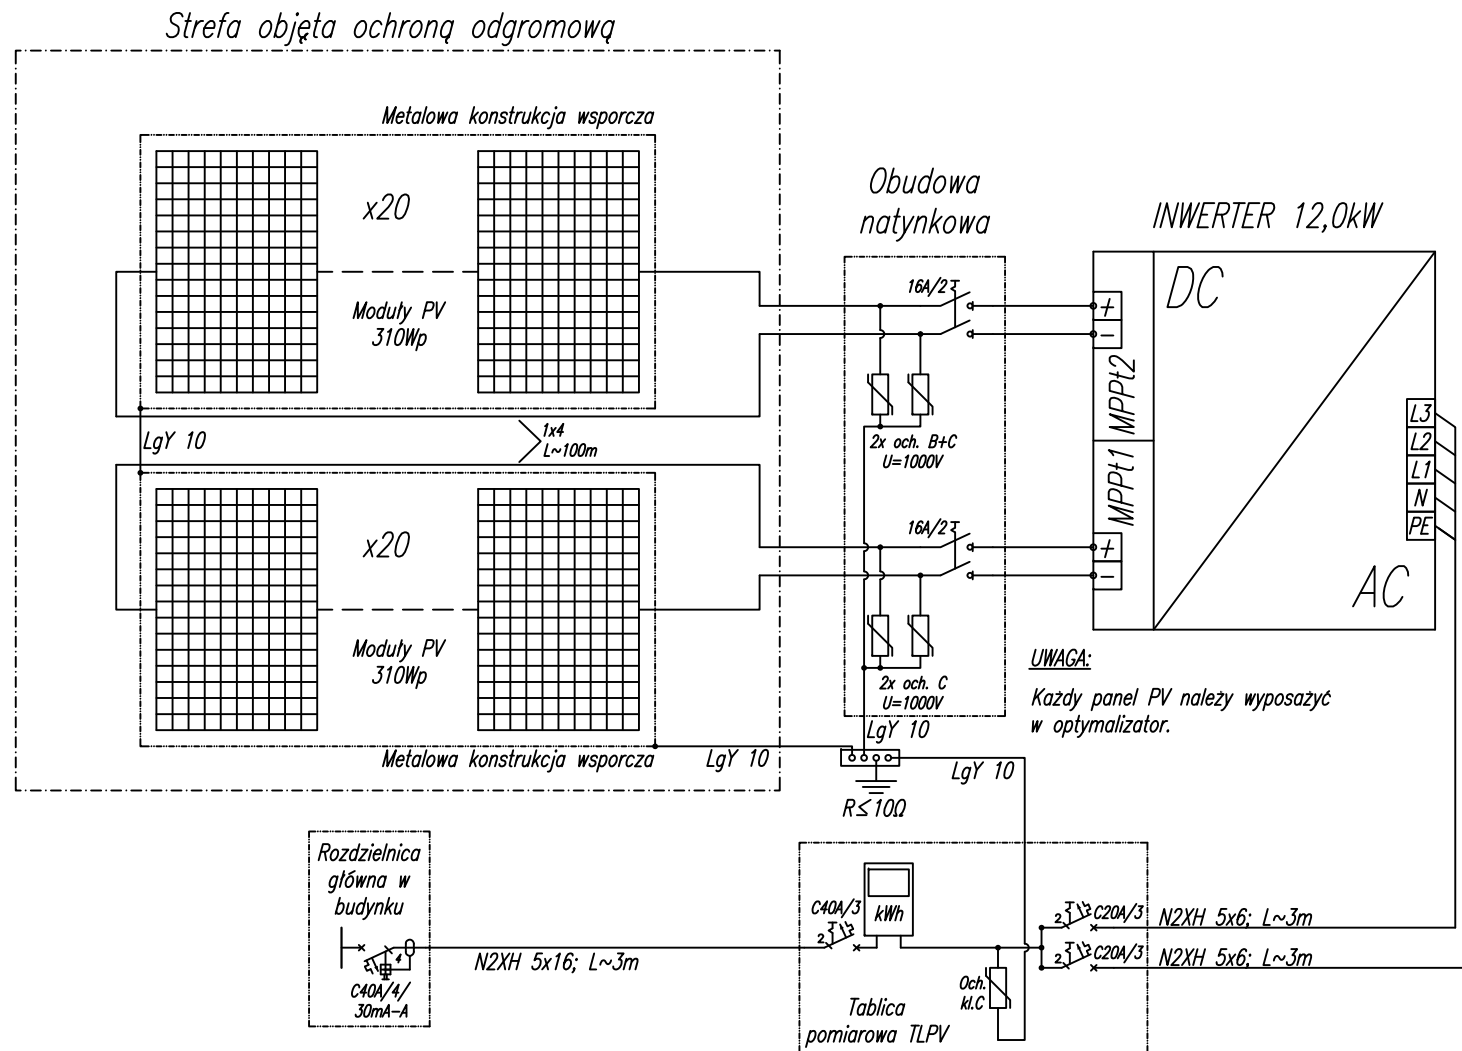 Strefa objęta ochroną odgromową
Metalowa konstrukcja wsporcza
x20
Moduły PV
310Wp
LgY 10
1x4
L~100m
x20
Moduły PV
310Wp
Metalowa konstrukcja wsporcza
LgY 10
Obudowa
natynkowa
16A/2
2x och. B+C
U=1000V
16A/2
2x och. C
U=1000V
LgY 10
LgY 10
R≤10Ω
INWERTER 12,0kW
DC
+
−
MPPt2
MPPt1
+
−
L3
L2
L1
N
PE
AC
UWAGA:
Każdy panel PV należy wyposażyć
w optymalizator.
Rozdzielnica
główna w
budynku
4
C40A/4/
30mA-A
N2XH 5x16; L~3m
C40A/3
2
kWh
Och.
kl.C
Tablica
pomiarowa TLPV
2
C20A/3
N2XH 5x6; L~3m
2
C20A/3
N2XH 5x6; L~3m